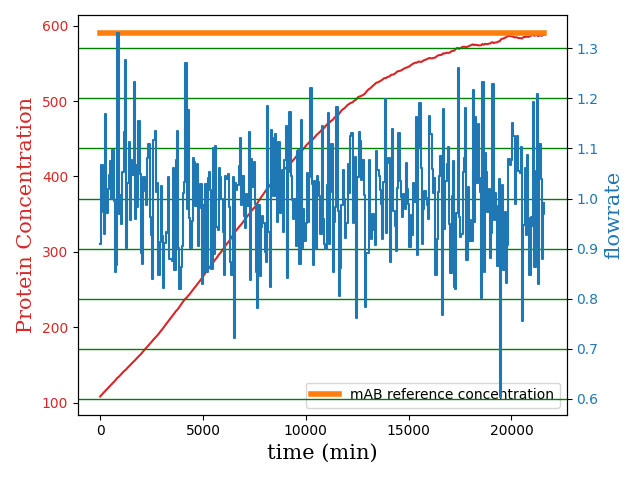 600
500
400
300
200
100
Protein Concentration
1.3
1.2
1.1
1.0
0.9
0.8
0.7
0.6
flowrate
mAB reference concentration
0 5000 10000 15000 20000
time (min)